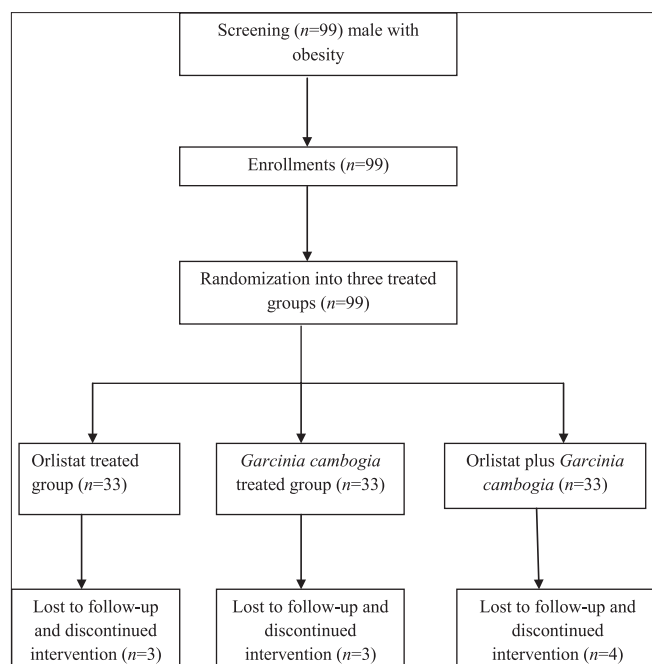 Screening (n=99) male with
obesity
Enrollments (n=99)
Randomization into three treated
groups (n=99)
Orlistat treated
group (n=33)
Garcinia cambogia
treated group (n=33)
Orlistat plus Garcinia
cambogia (n=33)
Lost to follow-up
and discontinued
intervention (n=3)
Lost to follow-up and
discontinued
intervention (n=3)
Lost to follow-up and
discontinued
intervention (n=4)